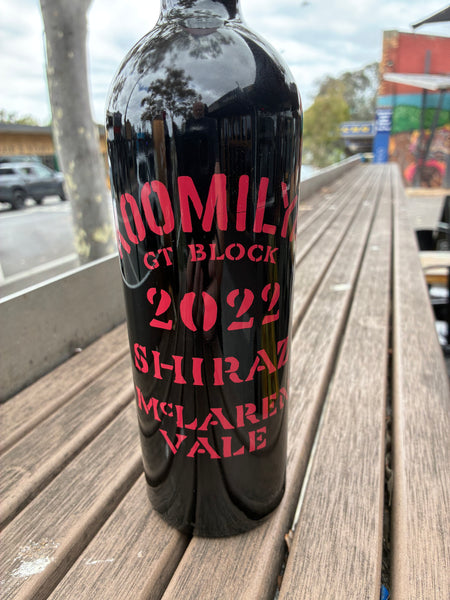 OOMILY
GT BLOCK
2022
SHIRAZ
McLAREN
VALE